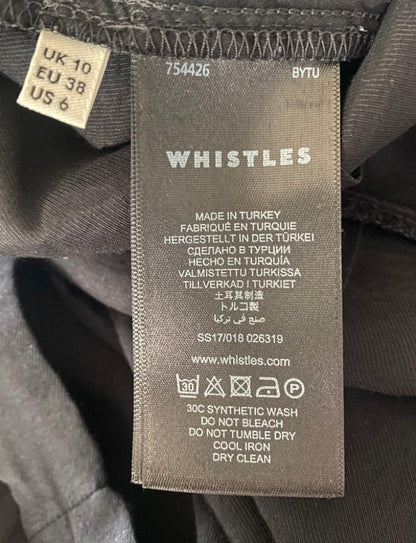 UK 10
EU 38
US 6
754426 BYTU
WHISTLES
MADE IN TURKEY
FABRIQUÉ EN TURQUIE
HERGESTELLT IN DER TÜRKEI
СДЕЛАНО В ТУРЦИИ
HECHO EN TURQUÍA
VALMISTETTU TURKISSA
TILLVERKAD I TURKIET
土耳其制造
トルコ製
صنع في تركيا
SS17/018 026319
www.whistles.com
30 P
30C SYNTHETIC WASH
DO NOT BLEACH
DO NOT TUMBLE DRY
COOL IRON
DRY CLEAN